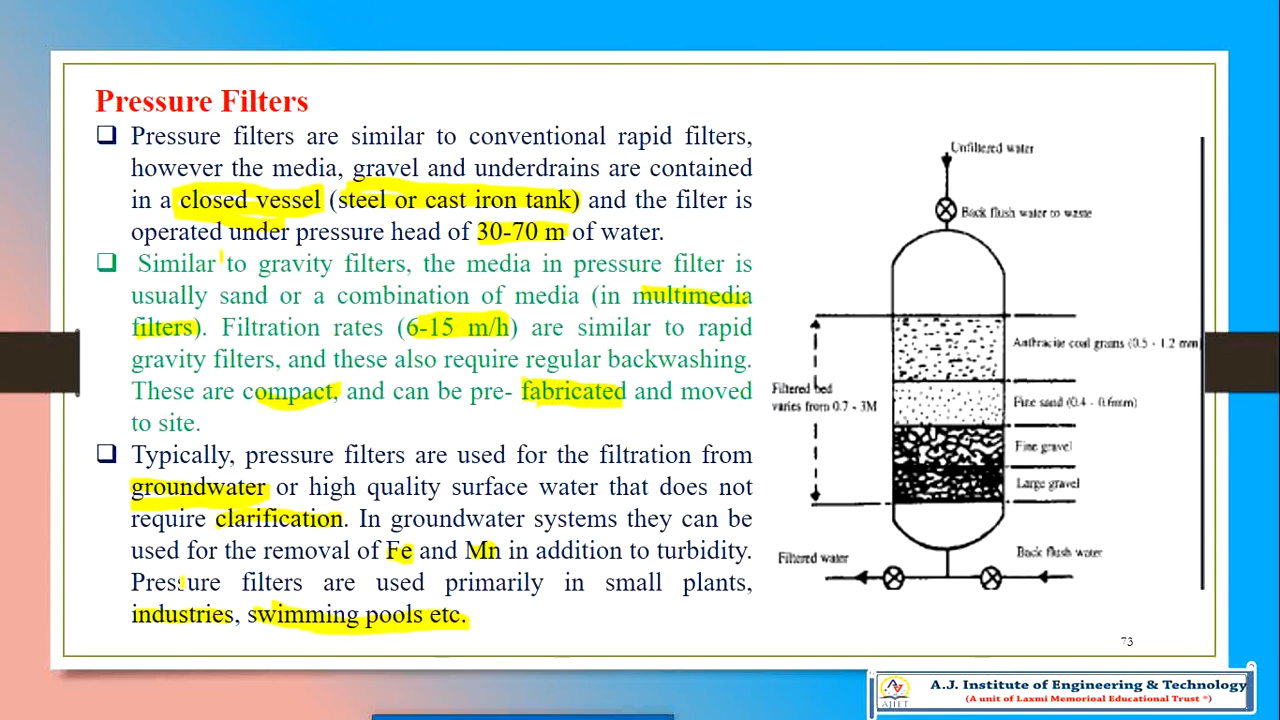 Pressure Filters
❑ Pressure filters are similar to conventional rapid filters,
however the media, gravel and underdrains are contained
in a closed vessel (steel or cast iron tank) and the filter is
operated under pressure head of 30-70 m of water.
❑ Similar to gravity filters, the media in pressure filter is
usually sand or a combination of media (in multimedia
filters). Filtration rates (6-15 m/h) are similar to rapid
gravity filters, and these also require regular backwashing.
These are compact, and can be pre- fabricated and moved
to site.
❑ Typically, pressure filters are used for the filtration from
groundwater or high quality surface water that does not
require clarification. In groundwater systems they can be
used for the removal of Fe and Mn in addition to turbidity.
Pressure filters are used primarily in small plants,
industries, swimming pools etc.
Unfiltered water
Back flush water to waste
Anthracite coal grains (0.5 - 1.2 mm)
Filtered bed
varies from 0.7 - 3M
Fine sand (0.4 - 0.6mm)
Fine gravel
Large gravel
Filtered water
Back flush water
73
AJIET
A.J. Institute of Engineering & Technology
(A unit of Laxmi Memorioal Educational Trust ®)